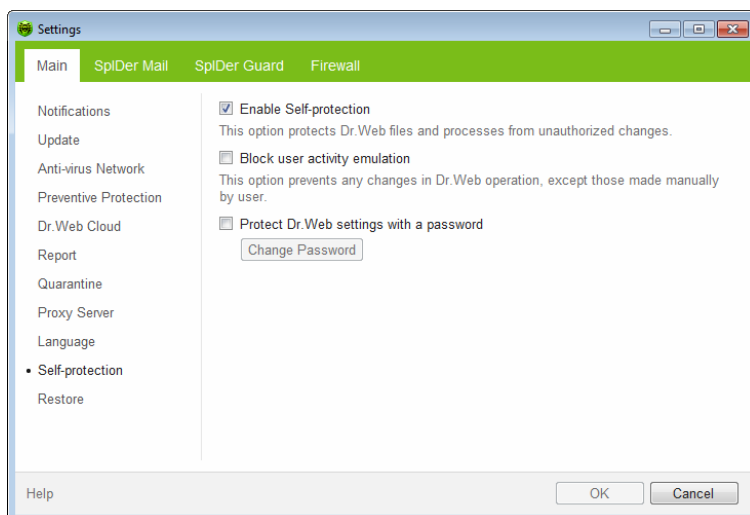 Settings
Main SpIDer Mail SpIDer Guard Firewall
Notifications
Update
Anti-virus Network
Preventive Protection
Dr.Web Cloud
Report
Quarantine
Proxy Server
Language
Self-protection
Restore
Enable Self-protection
This option protects Dr.Web files and processes from unauthorized changes.
Block user activity emulation
This option prevents any changes in Dr.Web operation, except those made manually
by user.
Protect Dr.Web settings with a password
Change Password
Help
OK
Cancel